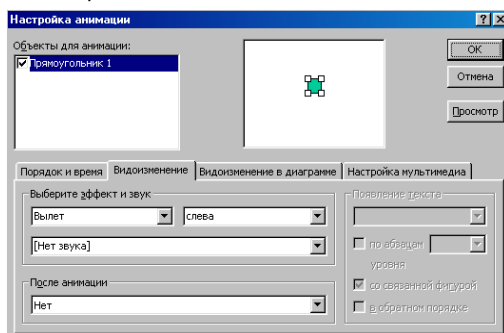 Настройка анимации
Объекты для анимации:
Прямоугольник 1
ОК
Отмена
Просмотр
Порядок и время Видоизменение Видоизменение в диаграмме Настройка мультимедиа
Выберите эффект и звук
Вылет слева
[Нет звука]
После анимации
Нет
Появление текста
по абзацам
уровня
со связанной фигурой
в обратном порядке